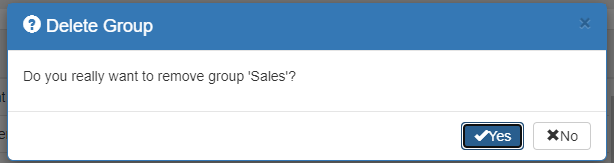 Delete Group
Do you really want to remove group 'Sales'?
Yes
No